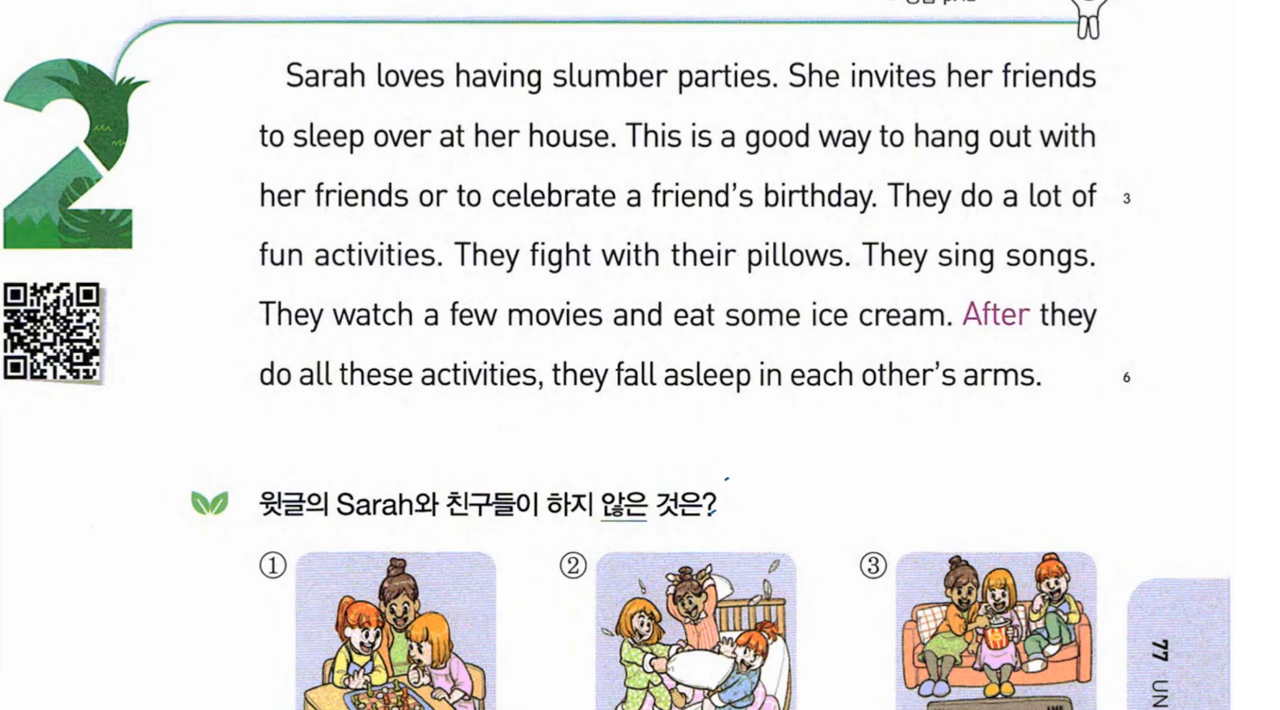 2
Sarah loves having slumber parties. She invites her friends
to sleep over at her house. This is a good way to hang out with
her friends or to celebrate a friend's birthday. They do a lot of 3
fun activities. They fight with their pillows. They sing songs.
They watch a few movies and eat some ice cream. After they
do all these activities, they fall asleep in each other's arms. 6
윗글의 Sarah와 친구들이 하지 않은 것은?
① ② ③
77 UN